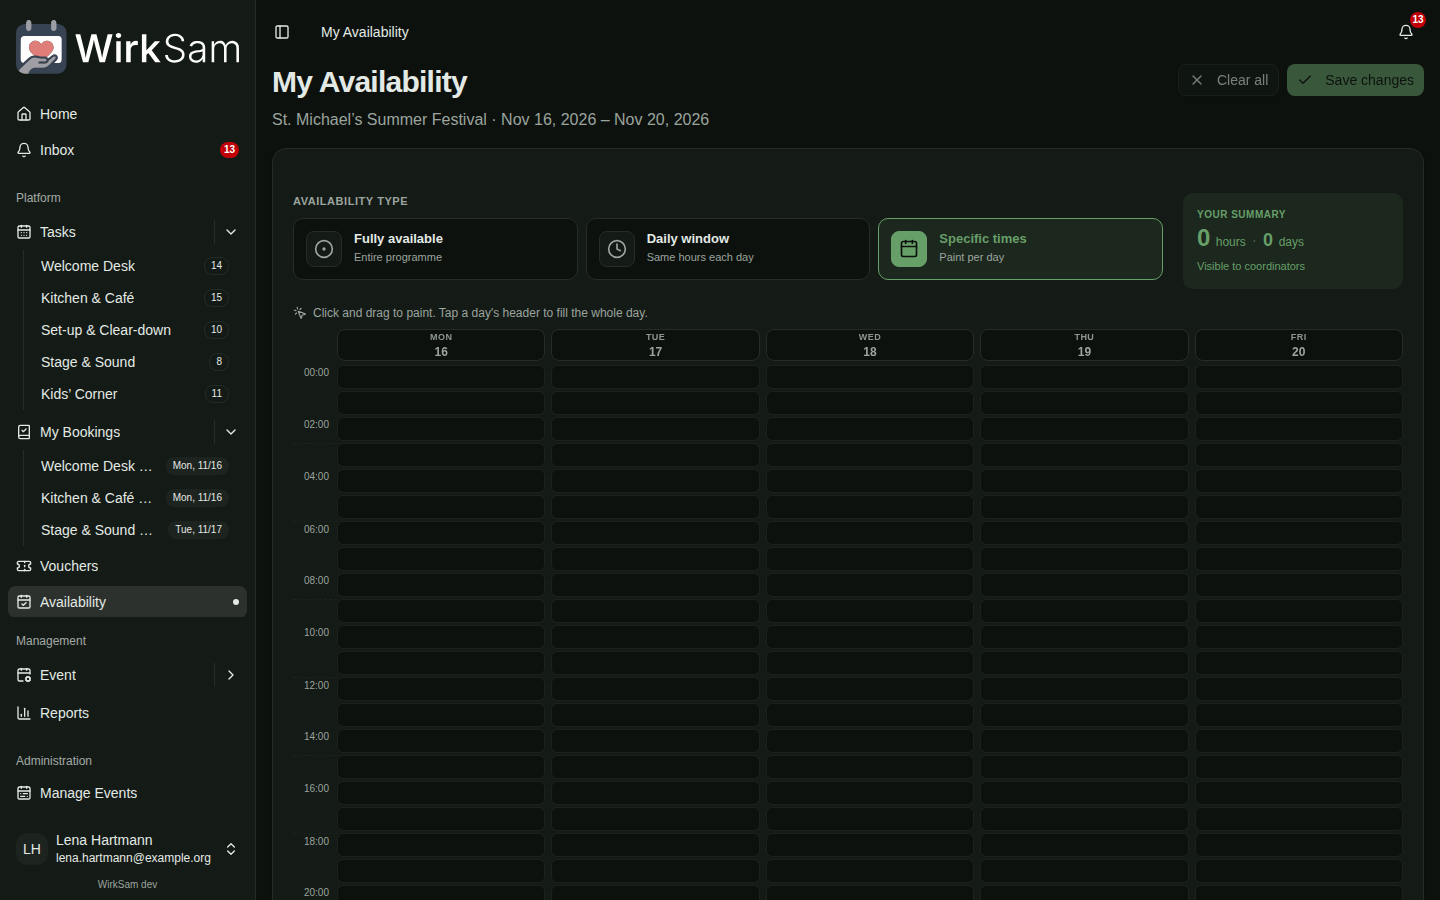 WirkSam
Home
Inbox
13
Platform
Tasks
Welcome Desk
14
Kitchen & Café
15
Set-up & Clear-down
10
Stage & Sound
8
Kids’ Corner
11
My Bookings
Welcome Desk …
Mon, 11/16
Kitchen & Café …
Mon, 11/16
Stage & Sound …
Tue, 11/17
Vouchers
Availability
Management
Event
Reports
Administration
Manage Events
LH
Lena Hartmann
lena.hartmann@example.org
WirkSam dev
My Availability
13
My Availability
Clear all
Save changes
St. Michael’s Summer Festival · Nov 16, 2026 – Nov 20, 2026
AVAILABILITY TYPE
Fully available
Entire programme
Daily window
Same hours each day
Specific times
Paint per day
YOUR SUMMARY
0 hours · 0 days
Visible to coordinators
Click and drag to paint. Tap a day's header to fill the whole day.
MON
16
TUE
17
WED
18
THU
19
FRI
20
00:00
02:00
04:00
06:00
08:00
10:00
12:00
14:00
16:00
18:00
20:00